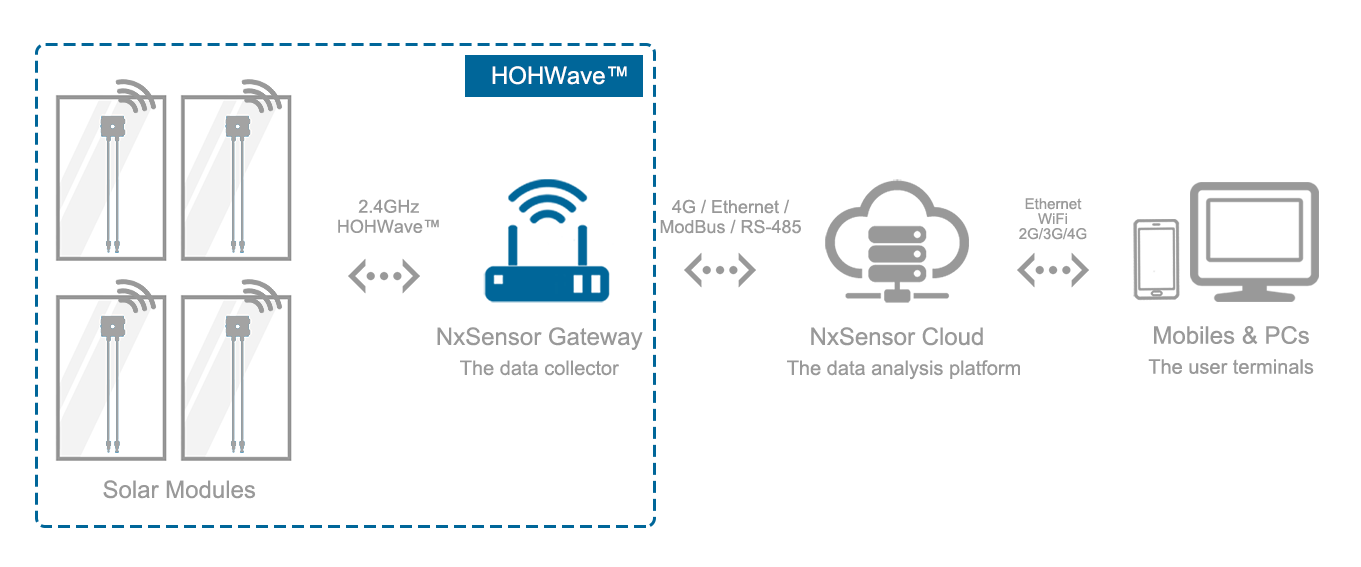 HOHWave™
2.4GHz
HOHWave™
4G / Ethernet /
ModBus / RS-485
Ethernet
WiFi
2G/3G/4G
NxSensor Gateway
The data collector
NxSensor Cloud
The data analysis platform
Mobiles & PCs
The user terminals
Solar Modules